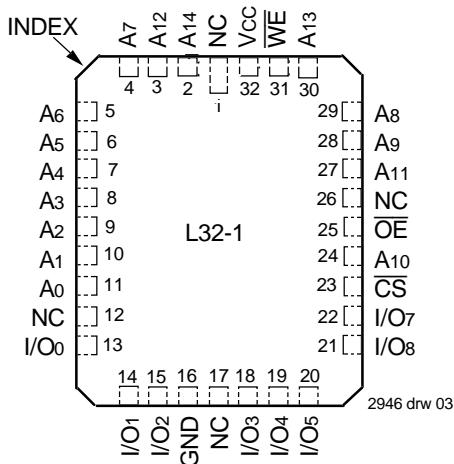 INDEX
A7 A12 A14 NC VCC WE A13
4 3 2 i 32 31 30
A6 5 29 A8
A5 6 28 A9
A4 7 27 A11
A3 8 26 NC
A2 9 L32-1 25 OE
A1 10 24 A10
A0 11 23 CS
NC 12 22 I/O7
I/O0 13 21 I/O8
14 15 16 17 18 19 20
I/O1 I/O2 GND NC I/O3 I/O4 I/O5
2946 drw 03